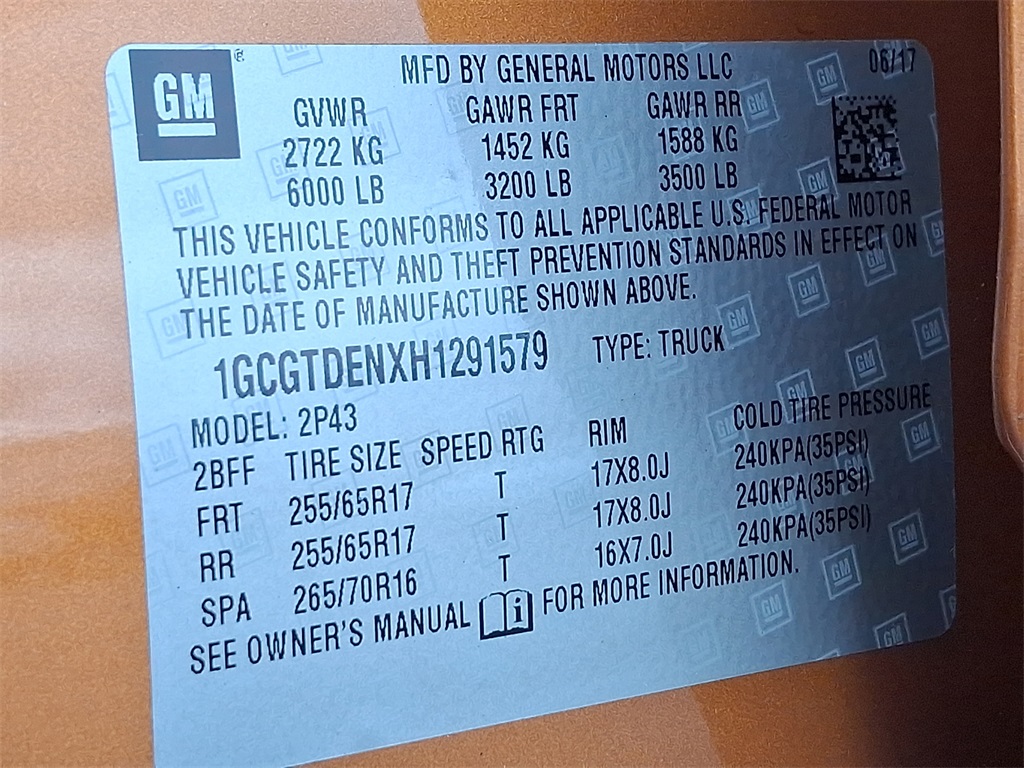 GM
MFD BY GENERAL MOTORS LLC 06/17
GVWR GAWR FRT GAWR RR
2722 KG 1452 KG 1588 KG
6000 LB 3200 LB 3500 LB
THIS VEHICLE CONFORMS TO ALL APPLICABLE U.S. FEDERAL MOTOR
VEHICLE SAFETY AND THEFT PREVENTION STANDARDS IN EFFECT ON
THE DATE OF MANUFACTURE SHOWN ABOVE.
1GCGTDENXH1291579 TYPE: TRUCK
MODEL: 2P43
2BFF TIRE SIZE SPEED RTG RIM COLD TIRE PRESSURE
FRT 255/65R17 T 17X8.0J 240KPA(35PSI)
RR 255/65R17 T 17X8.0J 240KPA(35PSI)
SPA 265/70R16 T 16X7.0J 240KPA(35PSI)
SEE OWNER'S MANUAL i FOR MORE INFORMATION.